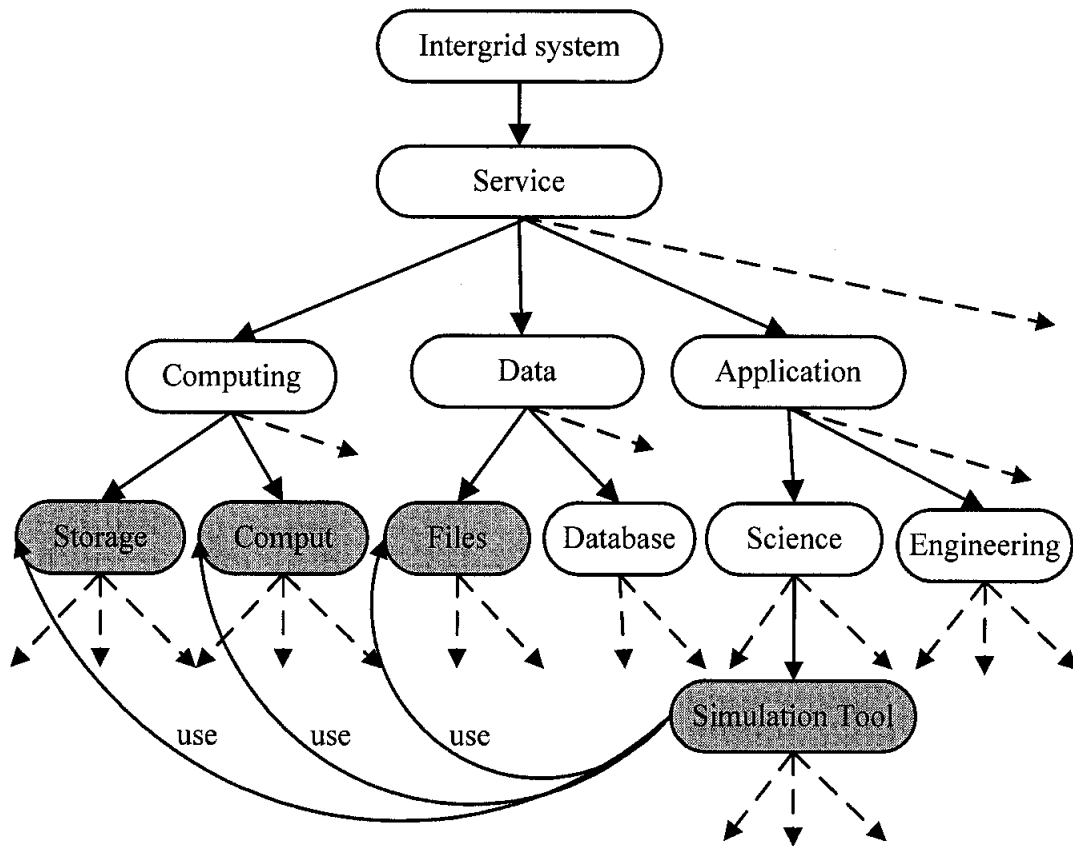 Intergrid system
Service
Computing
Data
Application
Storage
Comput
Files
Database
Science
Engineering
Simulation Tool
use
use
use